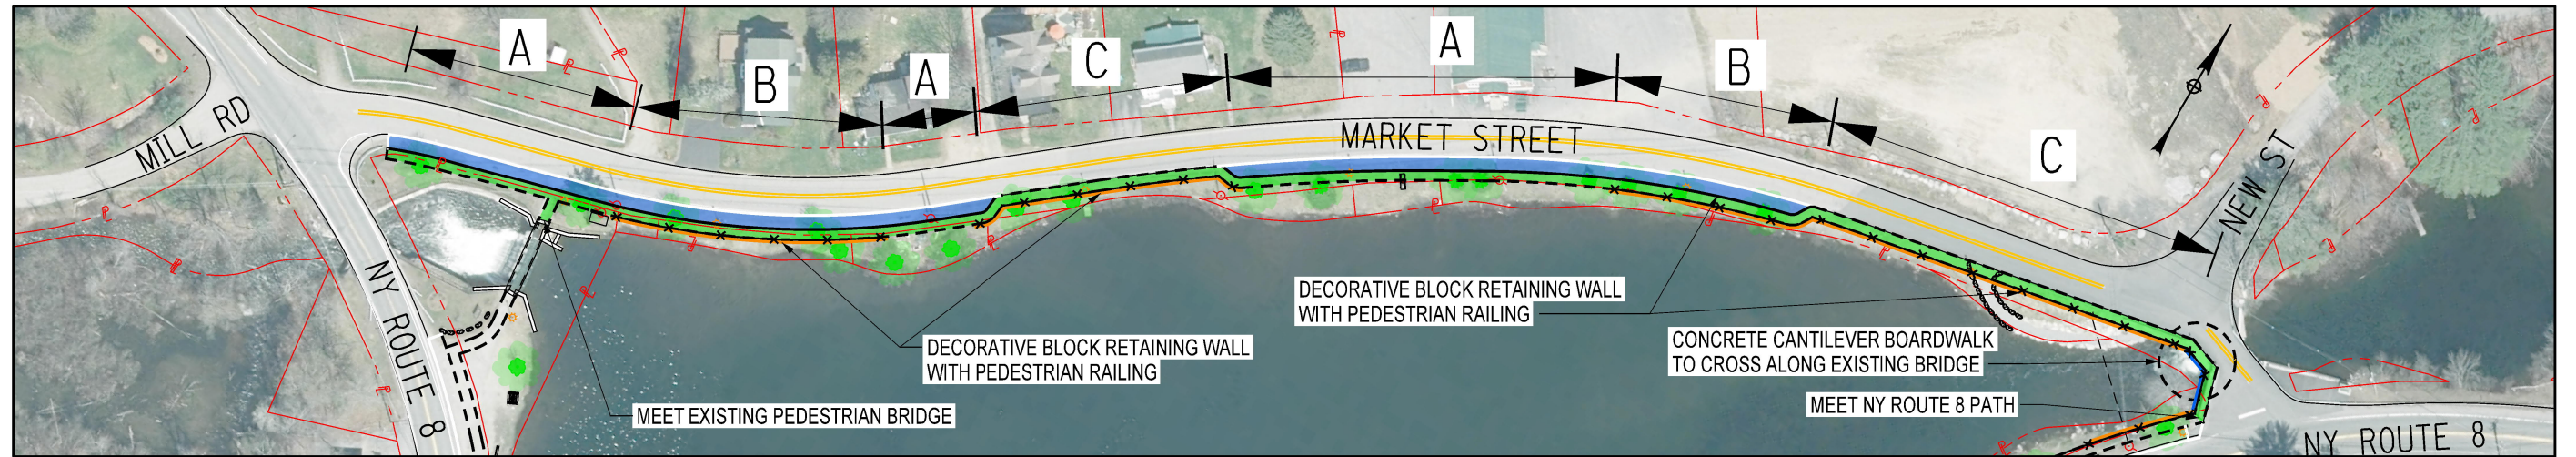 A
B
A
C
A
B
C
MILL RD
MARKET STREET
NEW ST
NY ROUTE 8
DECORATIVE BLOCK RETAINING WALL
WITH PEDESTRIAN RAILING
DECORATIVE BLOCK RETAINING WALL
WITH PEDESTRIAN RAILING
CONCRETE CANTILEVER BOARDWALK
TO CROSS ALONG EXISTING BRIDGE
MEET EXISTING PEDESTRIAN BRIDGE
MEET NY ROUTE 8 PATH
NY ROUTE 8